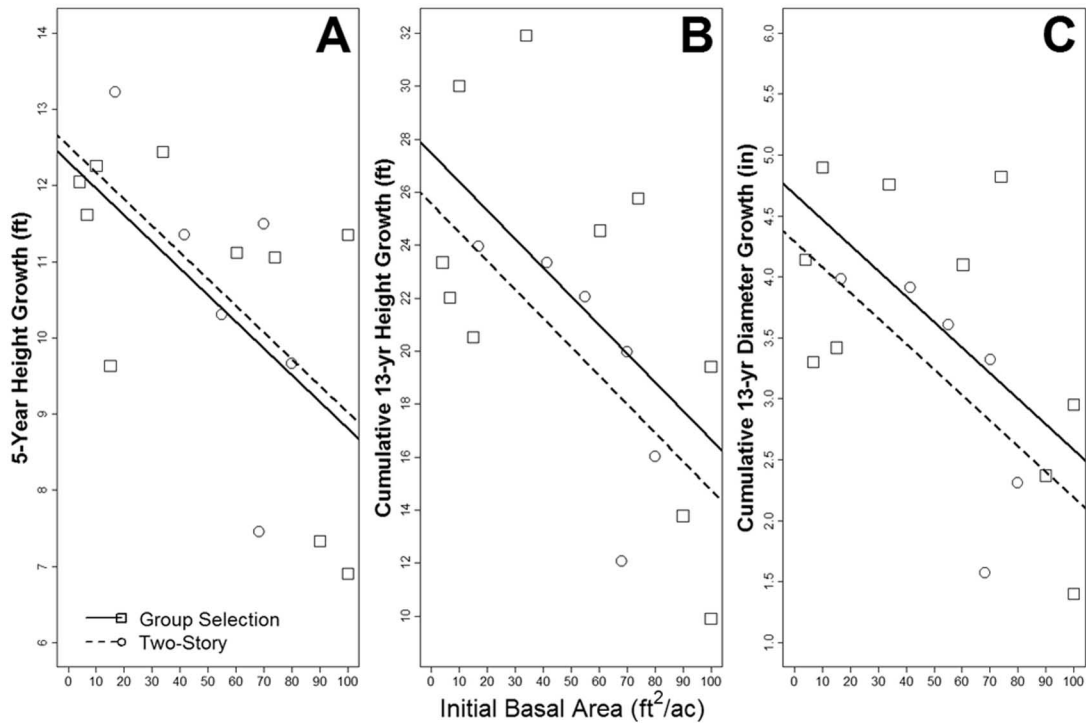 A
B
C
5-Year Height Growth (ft)
14
13
12
11
10
9
8
7
6
Group Selection
Two-Story
0 10 20 30 40 50 60 70 80 90 100
Cumulative 13-yr Height Growth (ft)
32
30
28
26
24
22
20
18
16
14
12
10
0 10 20 30 40 50 60 70 80 90 100
Cumulative 13-yr Diameter Growth (in)
6.0
5.5
5.0
4.5
4.0
3.5
3.0
2.5
2.0
1.5
1.0
0 10 20 30 40 50 60 70 80 90 100
Initial Basal Area (ft²/ac)